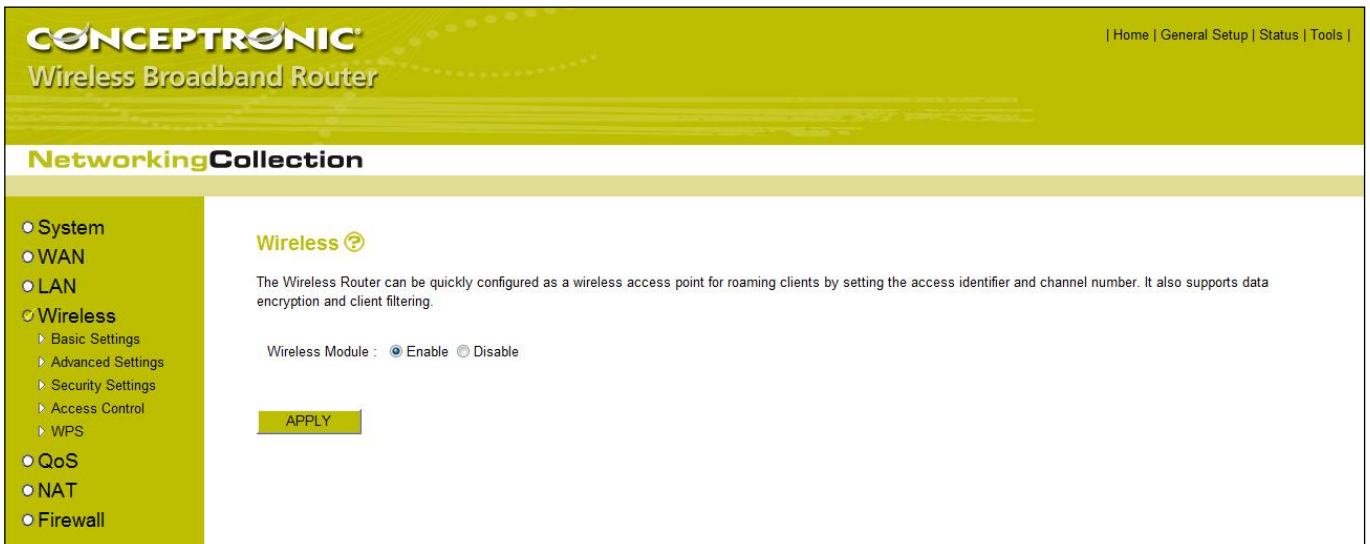 CONCEPTRONIC®
Wireless Broadband Router
| Home | General Setup | Status | Tools |
NetworkingCollection
System
WAN
LAN
Wireless
Basic Settings
Advanced Settings
Security Settings
Access Control
WPS
QoS
NAT
Firewall
Wireless ?
The Wireless Router can be quickly configured as a wireless access point for roaming clients by setting the access identifier and channel number. It also supports data
encryption and client filtering.
Wireless Module : Enable Disable
APPLY